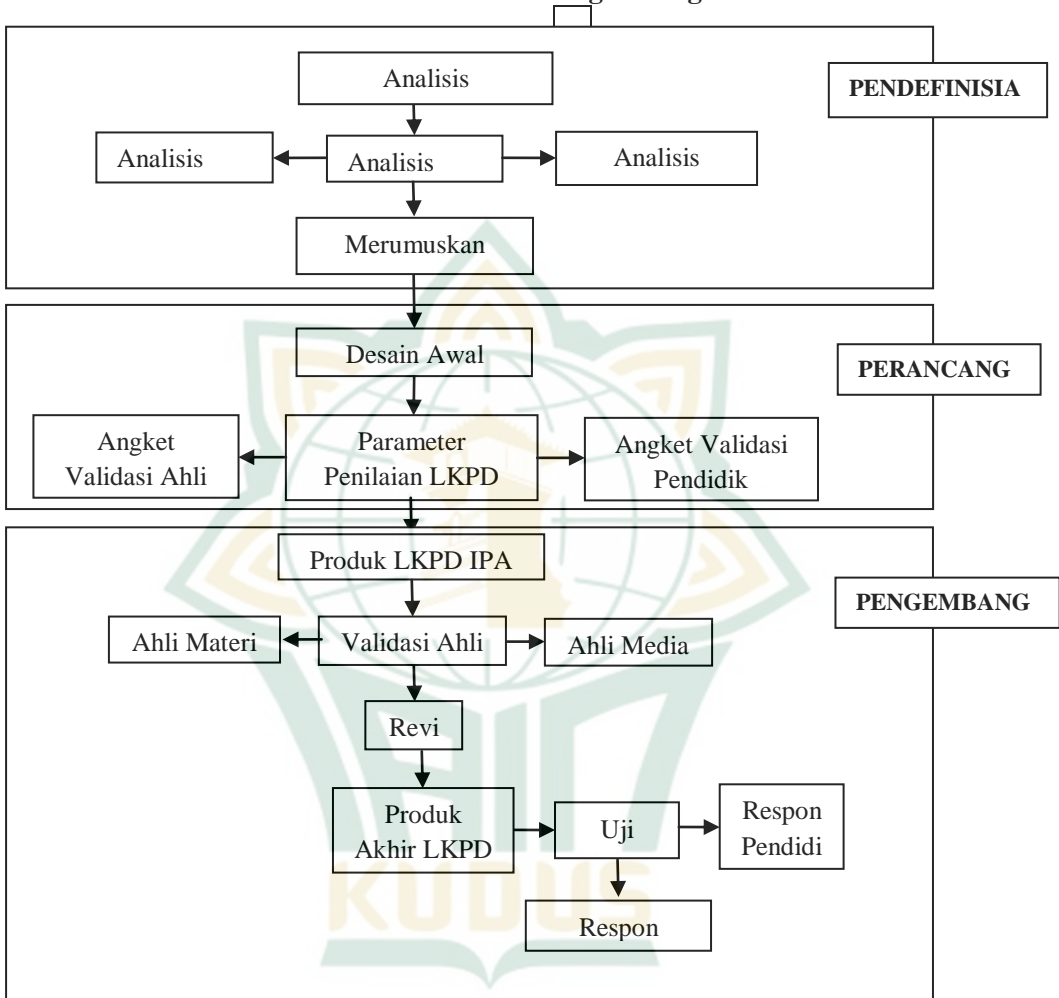 Analisis
PENDEFINISIA
Analisis
Analisis
Analisis
Merumuskan
Desain Awal
PERANCANG
Angket
Validasi Ahli
Parameter
Penilaian LKPD
Angket Validasi
Pendidik
Produk LKPD IPA
PENGEMBANG
Ahli Materi
Validasi Ahli
Ahli Media
Revi
Produk
Akhir LKPD
Uji
Respon
Pendidi
Respon
KUDUS